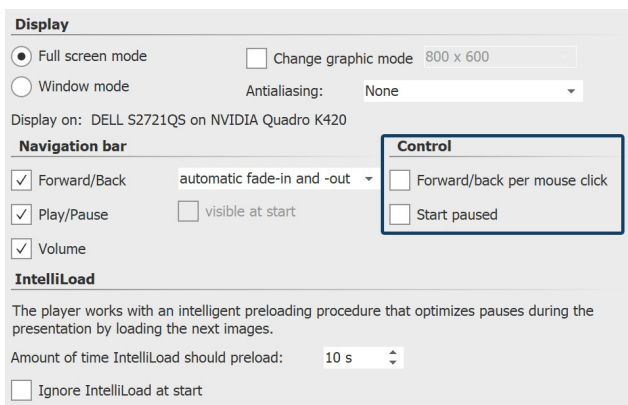 Display
Full screen mode
Change graphic mode 800 x 600
Window mode
Antialiasing: None
Display on: DELL S2721QS on NVIDIA Quadro K420
Navigation bar
Control
Forward/Back automatic fade-in and -out
Forward/back per mouse click
Play/Pause visible at start
Start paused
Volume
IntelliLoad
The player works with an intelligent preloading procedure that optimizes pauses during the
presentation by loading the next images.
Amount of time IntelliLoad should preload: 10 s
Ignore IntelliLoad at start